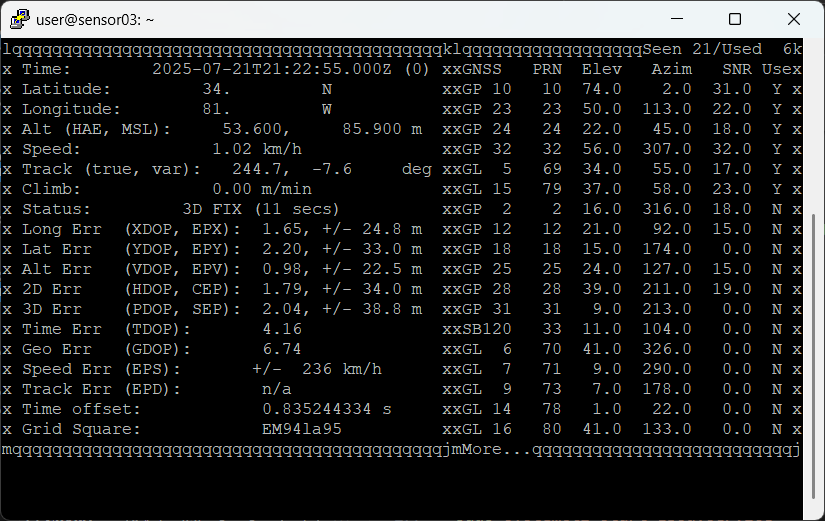 user@sensor03: ~
lqqqqqqqqqqqqqqqqqqqqqqqqqqqqqqqqqqqqqqqqqqqklqqqqqqqqqqqqqqqqqqSeen 21/Used  6k
x Time:        2025-07-21T21:22:55.000Z (0) xxGNSS   PRN  Elev   Azim   SNR Usex
x Latitude:         34.         N           xxGP 10   10  74.0    2.0  31.0  Y x
x Longitude:        81.         W           xxGP 23   23  50.0  113.0  22.0  Y x
x Alt (HAE, MSL):     53.600,     85.900 m  xxGP 24   24  22.0   45.0  18.0  Y x
x Speed:             1.02 km/h              xxGP 32   32  56.0  307.0  32.0  Y x
x Track (true, var):   244.7,  -7.6     deg xxGL  5   69  34.0   55.0  17.0  Y x
x Climb:             0.00 m/min             xxGL 15   79  37.0   58.0  23.0  Y x
x Status:         3D FIX (11 secs)          xxGP  2    2  16.0  316.0  18.0  N x
x Long Err  (XDOP, EPX):  1.65, +/- 24.8 m  xxGP 12   12  21.0   92.0  15.0  N x
x Lat Err   (YDOP, EPY):  2.20, +/- 33.0 m  xxGP 18   18  15.0  174.0   0.0  N x
x Alt Err   (VDOP, EPV):  0.98, +/- 22.5 m  xxGP 25   25  24.0  127.0  15.0  N x
x 2D Err    (HDOP, CEP):  1.79, +/- 34.0 m  xxGP 28   28  39.0  211.0  19.0  N x
x 3D Err    (PDOP, SEP):  2.04, +/- 38.8 m  xxGP 31   31   9.0  213.0   0.0  N x
x Time Err  (TDOP):       4.16              xxSB120   33  11.0  104.0   0.0  N x
x Geo Err   (GDOP):       6.74              xxGL  6   70  41.0  326.0   0.0  N x
x Speed Err (EPS):       +/-  236 km/h      xxGL  7   71   9.0  290.0   0.0  N x
x Track Err (EPD):        n/a               xxGL  9   73   7.0  178.0   0.0  N x
x Time offset:            0.835244334 s     xxGL 14   78   1.0   22.0   0.0  N x
x Grid Square:            EM94la95          xxGL 16   80  41.0  133.0   0.0  N x
mqqqqqqqqqqqqqqqqqqqqqqqqqqqqqqqqqqqqqqqqqqqjmMore...qqqqqqqqqqqqqqqqqqqqqqqqqqj